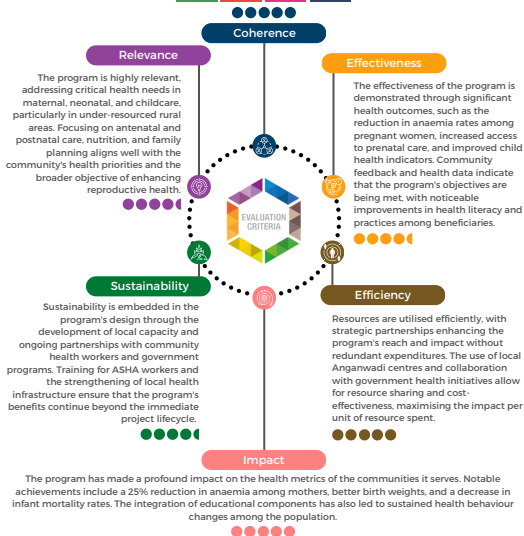 Coherence
Relevance
The program is highly relevant,
addressing critical health needs in
maternal, neonatal, and childcare,
particularly in under-resourced rural
areas. Focusing on antenatal and
postnatal care, nutrition, and family
planning aligns well with the
community's health priorities and the
broader objective of enhancing
reproductive health.
Effectiveness
The effectiveness of the program is
demonstrated through significant
health outcomes, such as the
reduction in anaemia rates among
pregnant women, increased access
to prenatal care, and improved child
health indicators. Community
feedback and health data indicate
that the program's objectives are
being met, with noticeable
improvements in health literacy and
practices among beneficiaries.
EVALUATION
CRITERIA
Sustainability
Sustainability is embedded in the
program's design through the
development of local capacity and
ongoing partnerships with community
health workers and government
programs. Training for ASHA workers and
the strengthening of local health
infrastructure ensure that the program's
benefits continue beyond the immediate
project lifecycle.
Efficiency
Resources are utilised efficiently, with
strategic partnerships enhancing the
program's reach and impact without
redundant expenditures. The use of local
Anganwadi centres and collaboration
with government health initiatives allow
for resource sharing and cost-
effectiveness, maximising the impact per
unit of resource spent.
Impact
The program has made a profound impact on the health metrics of the communities it serves. Notable
achievements include a 25% reduction in anaemia among mothers, better birth weights, and a decrease in
infant mortality rates. The integration of educational components has also led to sustained health behaviour
changes among the population.